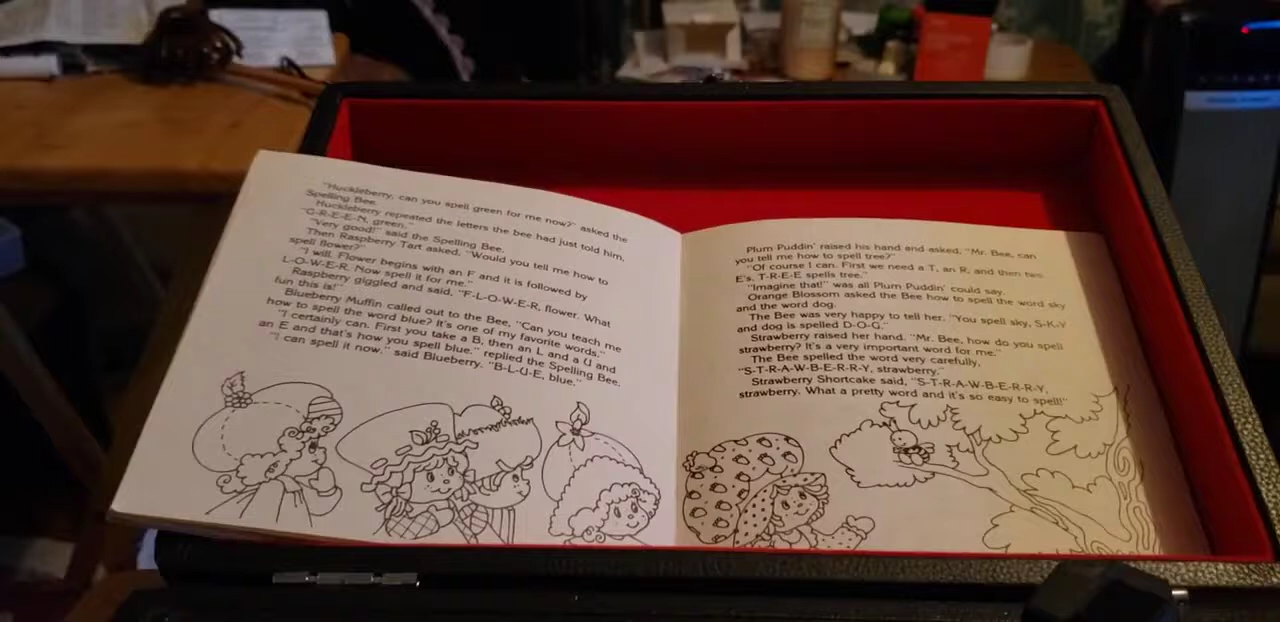 "Huckleberry, can you spell green for me now?" asked the
Spelling Bee.
Huckleberry repeated the letters the bee had just told him,
"G-R-E-E-N, green."
"Very good!" said the Spelling Bee.
Then Raspberry Tart asked, "Would you tell me how to
spell flower?"
"I will. Flower begins with an F and it is followed by
L-O-W-E-R. Now spell it for me."
Raspberry giggled and said, "F-L-O-W-E-R, flower. What
fun this is!"
Blueberry Muffin called out to the Bee, "Can you teach me
how to spell the word blue? It's one of my favorite words."
"I certainly can. First you take a B, then an L and a U and
an E and that's how you spell blue," replied the Spelling Bee.
"I can spell it now," said Blueberry. "B-L-U-E, blue."
Plum Puddin' raised his hand and asked, "Mr. Bee, can
you tell me how to spell tree?"
"Of course I can. First we need a T, an R, and then two
E's. T-R-E-E spells tree."
"Imagine that!" was all Plum Puddin' could say.
Orange Blossom asked the Bee how to spell the word sky
and the word dog.
The Bee was very happy to tell her. "You spell sky, S-K-Y
and dog is spelled D-O-G."
Strawberry raised her hand. "Mr. Bee, how do you spell
strawberry? It's a very important word for me."
The Bee spelled the word very carefully,
"S-T-R-A-W-B-E-R-R-Y, strawberry."
Strawberry Shortcake said, "S-T-R-A-W-B-E-R-R-Y,
strawberry. What a pretty word and it's so easy to spell!"